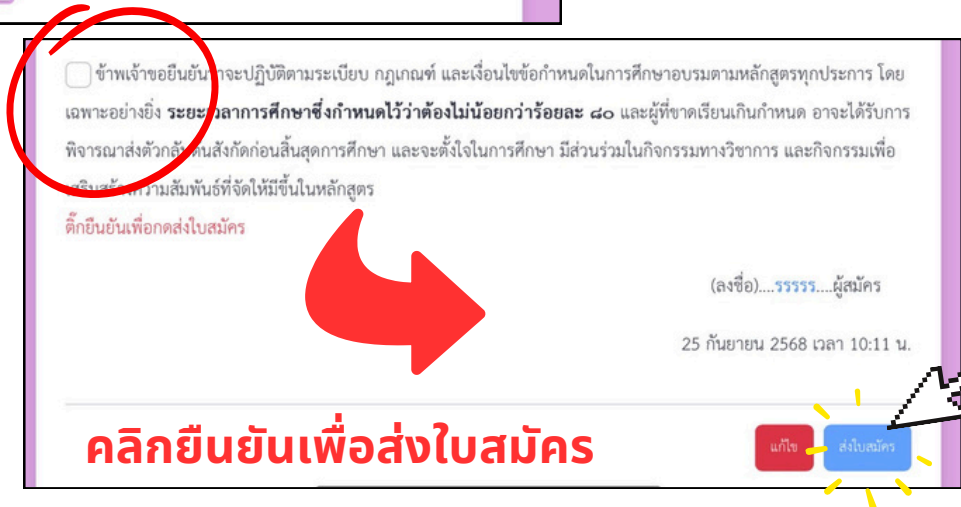 ข้าพเจ้าขอยืนยันว่าจะปฏิบัติตามระเบียบ กฎเกณฑ์ และเงื่อนไขข้อกำหนดในการศึกษาอบรมตามหลักสูตรทุกประการ โดย
เฉพาะอย่างยิ่ง ระยะเวลาการศึกษาซึ่งกำหนดไว้ว่าต้องไม่น้อยกว่าร้อยละ ๘๐ และผู้ที่ขาดเรียนเกินกำหนด อาจะได้รับการ
พิจารณาส่งตัวกลับต้นสังกัดก่อนสิ้นสุดการศึกษา และจะตั้งใจในการศึกษา มีส่วนร่วมในกิจกรรมทางวิชาการ และกิจกรรมเพื่อ
เสริมสร้างความสัมพันธ์ที่จัดให้มีขึ้นในหลักสูตร
ติ๊กยืนยันเพื่อกดส่งใบสมัคร
(ลงชื่อ)....รรรรร....ผู้สมัคร
25 กันยายน 2568 เวลา 10:11 น.
คลิกยืนยันเพื่อส่งใบสมัคร
แก้ไข
ส่งใบสมัคร